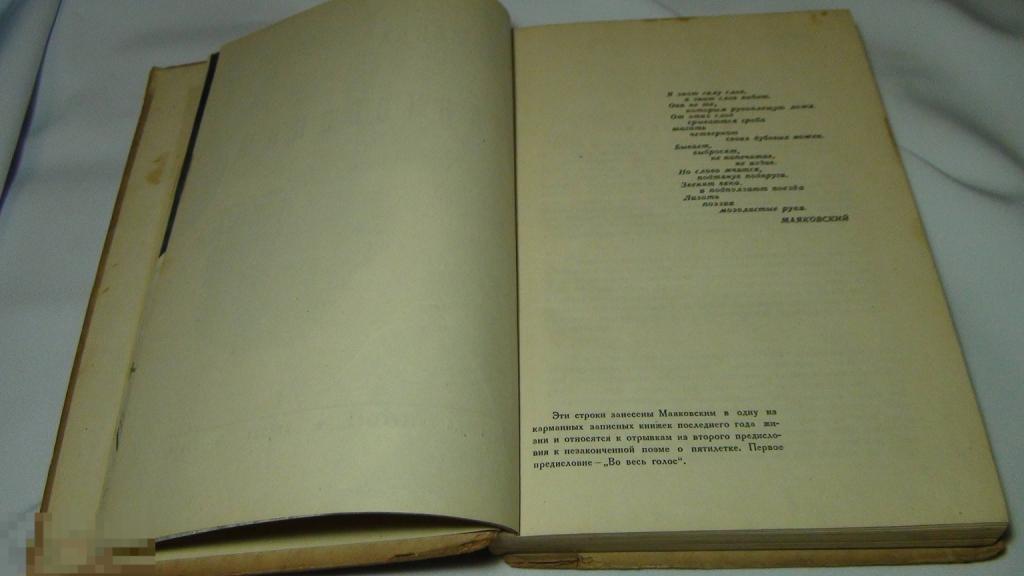 Я знаю силу слов,
я знаю слов набат.
Они не те,
которым рукоплещут ложи.
От этих слов
срываются гроба
шагать
четверкой
своих дубовых ножек.
Бывает,
выбросят,
не напечатав,
не издав.
Но слово мчится,
подтянув подпруги.
Звенят века.
и подползают поезда
Лизать
поэзии
мозолистые руки.
МАЯКОВСКИЙ
Эти строки занесены Маяковским в одну из
карманных записных книжек последнего года жи-
зни и относятся к отрывкам из второго предисло-
вия к незаконченной поэме о пятилетке. Первое
предисловие — „Во весь голос“.